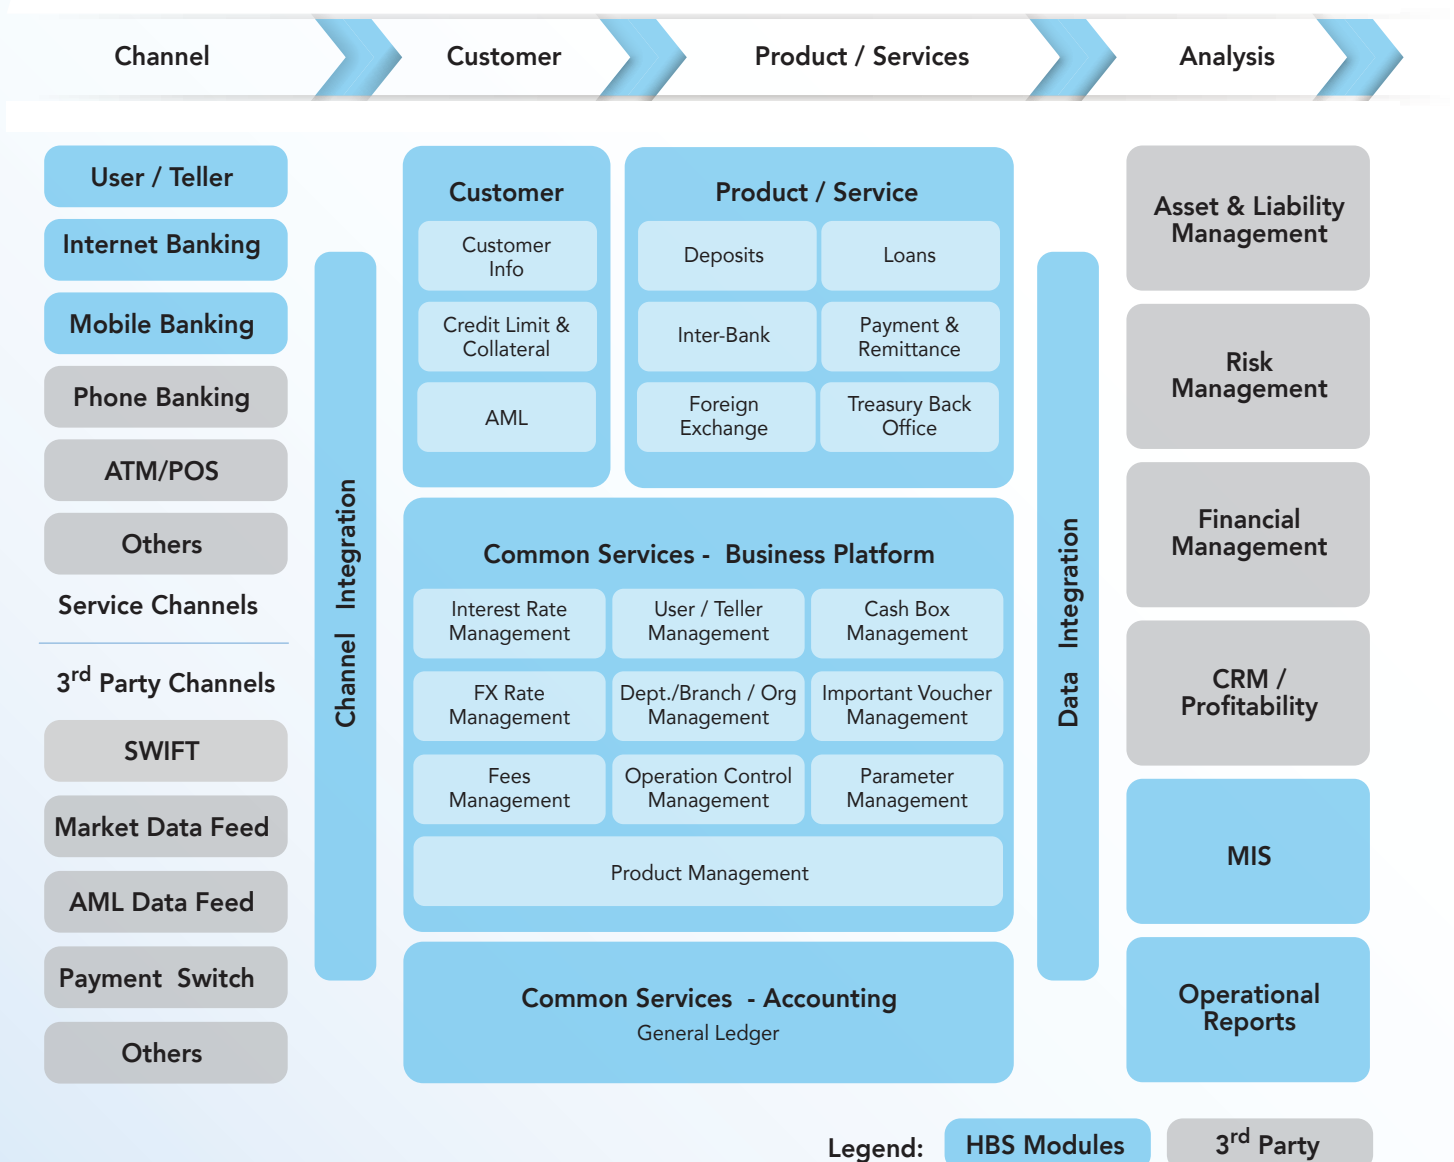 Channel
Customer
Product / Services
Analysis
User / Teller
Internet Banking
Mobile Banking
Phone Banking
ATM/POS
Others
Service Channels
3rd Party Channels
SWIFT
Market Data Feed
AML Data Feed
Payment Switch
Others
Channel Integration
Customer
Customer
Info
Credit Limit &
Collateral
AML
Product / Service
Deposits
Loans
Inter-Bank
Payment &
Remittance
Foreign
Exchange
Treasury Back
Office
Common Services - Business Platform
Interest Rate
Management
User / Teller
Management
Cash Box
Management
FX Rate
Management
Dept./Branch / Org
Management
Important Voucher
Management
Fees
Management
Operation Control
Management
Parameter
Management
Product Management
Common Services - Accounting
General Ledger
Data Integration
Asset & Liability
Management
Risk
Management
Financial
Management
CRM /
Profitability
MIS
Operational
Reports
Legend:
HBS Modules
3rd Party